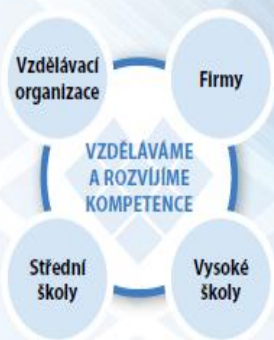 Vzdělávací
organizace
Firmy
VZDĚLÁVÁME
A ROZVÍJÍME
KOMPETENCE
Střední
školy
Vysoké
školy